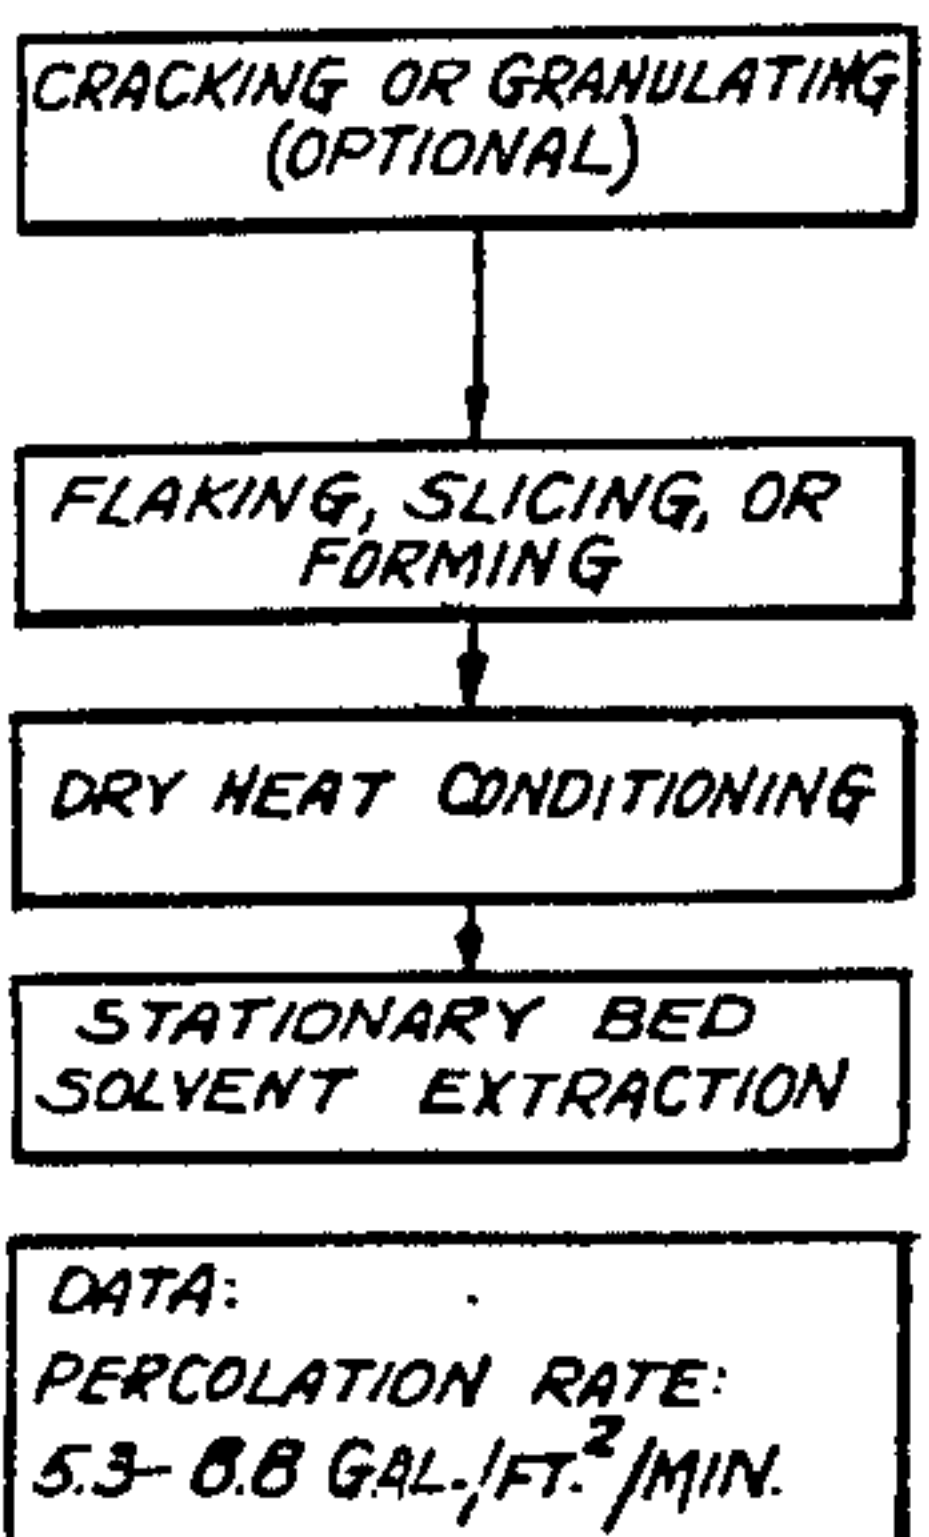 CRACKING OR GRANULATING
(OPTIONAL)
FLAKING, SLICING, OR
FORMING
DRY HEAT CONDITIONING
STATIONARY BED
SOLVENT EXTRACTION
DATA:
PERCOLATION RATE:
5.3-8.8 GAL./FT.²/MIN.